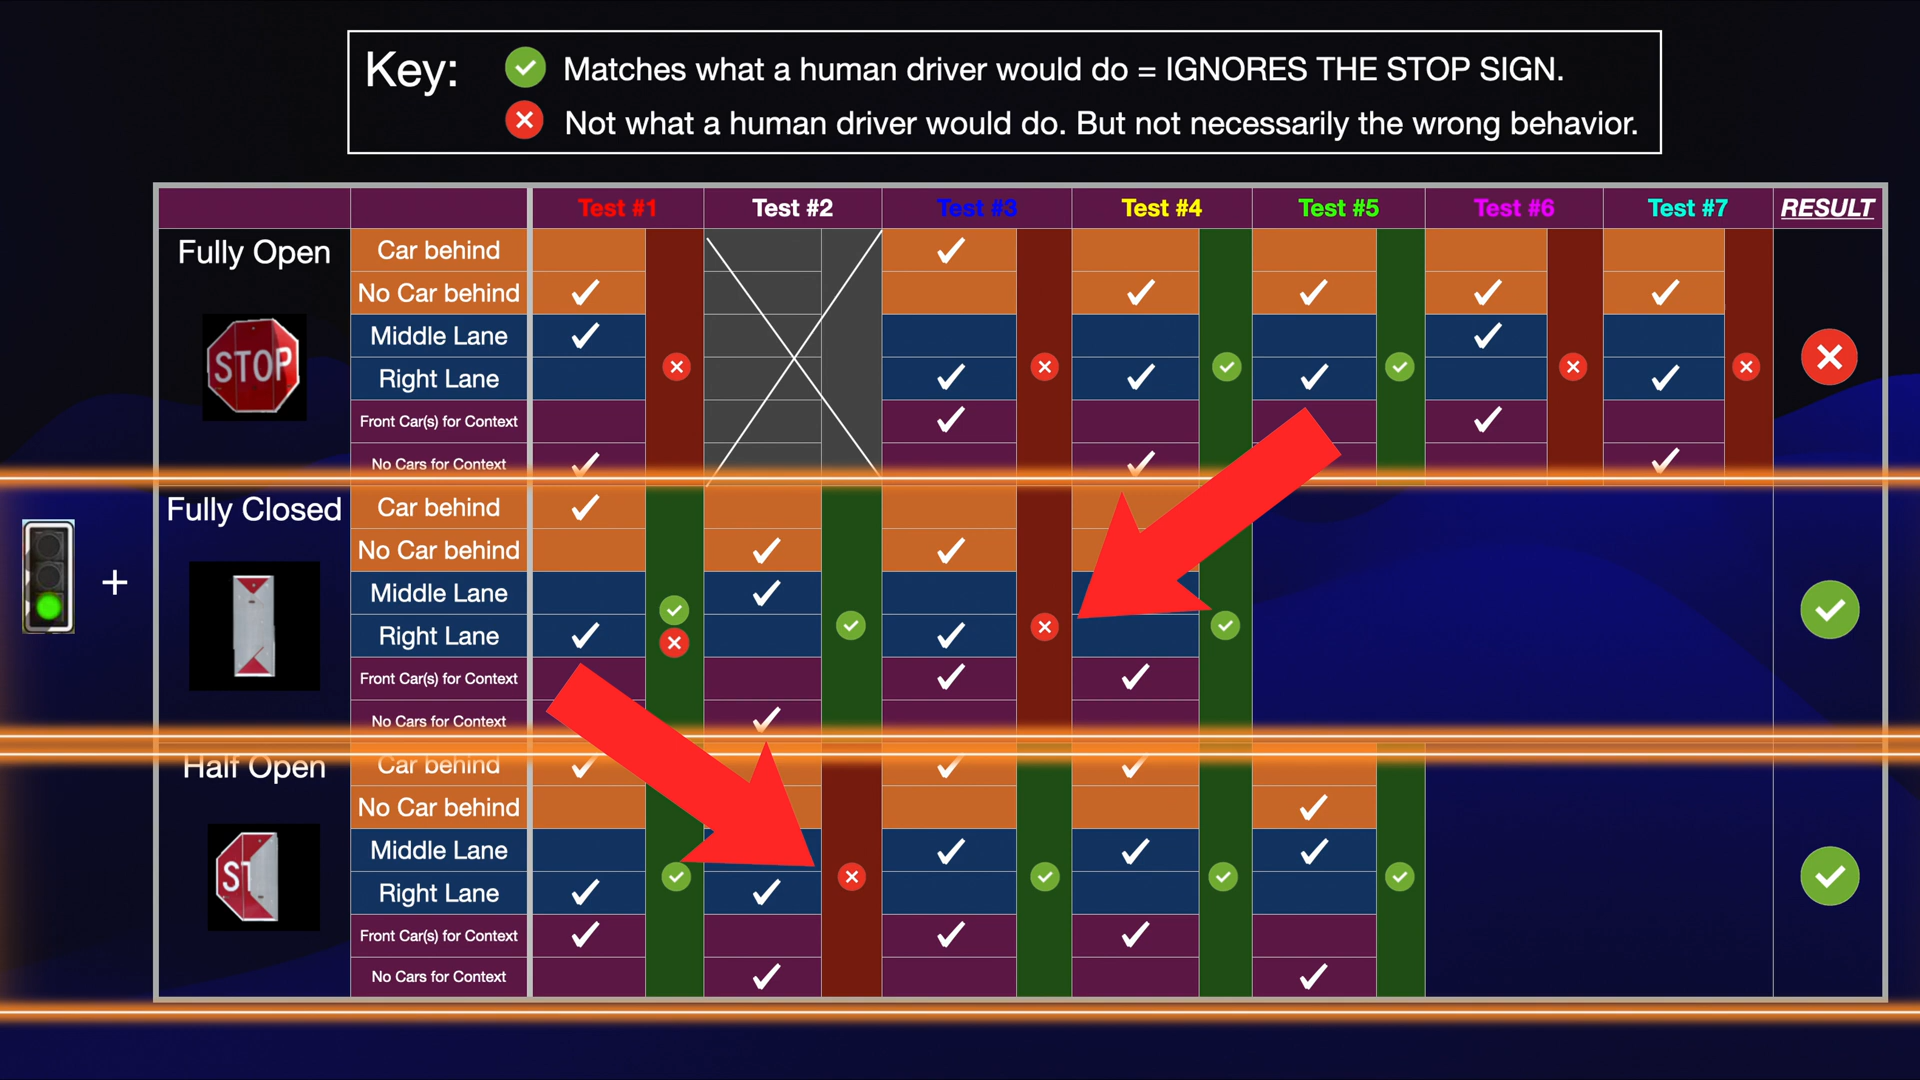 Key:
Matches what a human driver would do = IGNORES THE STOP SIGN.
Not what a human driver would do. But not necessarily the wrong behavior.
Test #1 Test #2 Test #3 Test #4 Test #5 Test #6 Test #7 RESULT
Fully Open
Car behind
No Car behind
Middle Lane
STOP
Right Lane
Front Car(s) for Context
No Cars for Context
Fully Closed
Car behind
No Car behind
+
Middle Lane
Right Lane
Front Car(s) for Context
No Cars for Context
Half Open
Car behind
No Car behind
Middle Lane
ST
Right Lane
Front Car(s) for Context
No Cars for Context